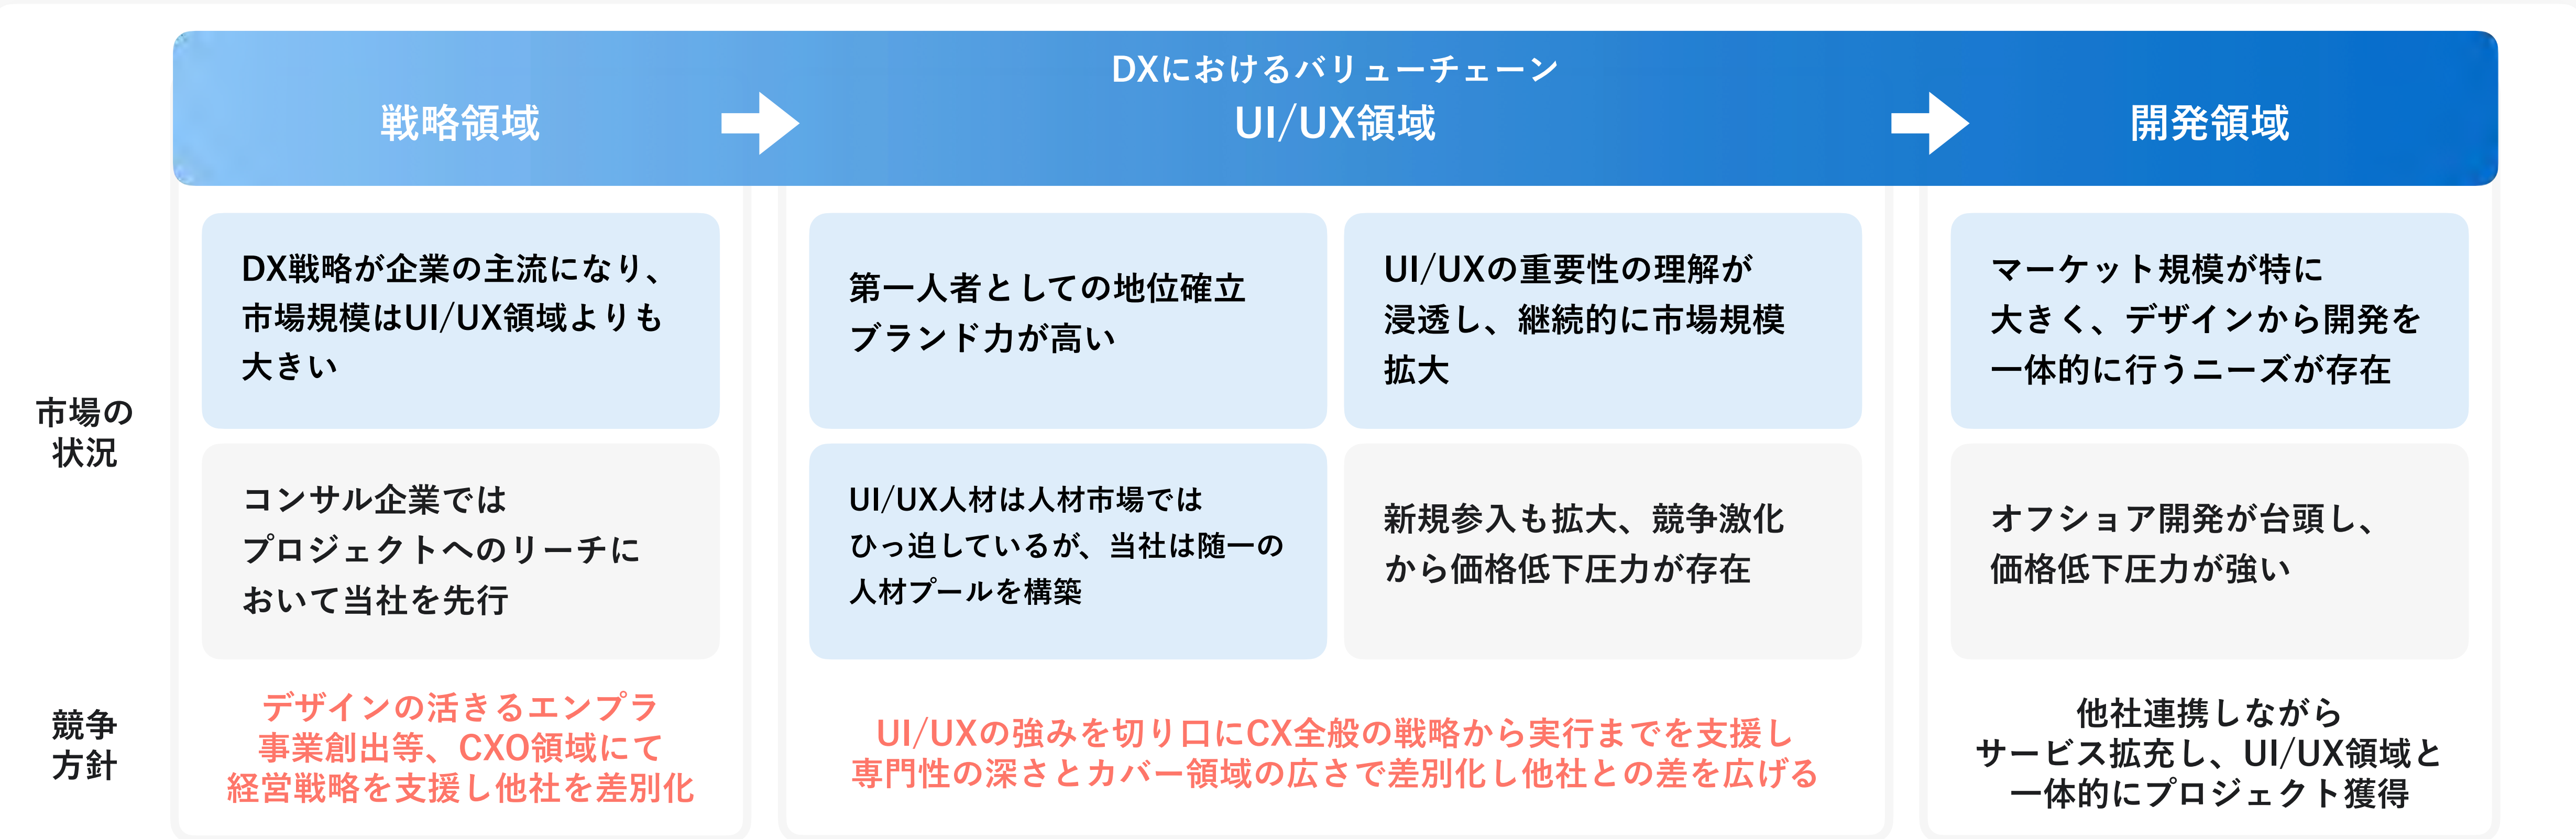 DXにおけるバリューチェーン
戦略領域
UI/UX領域
開発領域
市場の
状況
DX戦略が企業の主流になり、
市場規模はUI/UX領域よりも
大きい
コンサル企業では
プロジェクトへのリーチに
おいて当社を先行
第一人者としての地位確立
ブランド力が高い
UI/UXの重要性の理解が
浸透し、継続的に市場規模
拡大
UI/UX人材は人材市場では
ひっ迫しているが、当社は随一の
人材プールを構築
新規参入も拡大、競争激化
から価格低下圧力が存在
マーケット規模が特に
大きく、デザインから開発を
一体的に行うニーズが存在
オフショア開発が台頭し、
価格低下圧力が強い
競争
方針
デザインの活きるエンプラ
事業創出等、CXO領域にて
経営戦略を支援し他社を差別化
UI/UXの強みを切り口にCX全般の戦略から実行までを支援し
専門性の深さとカバー領域の広さで差別化し他社との差を広げる
他社連携しながら
サービス拡充し、UI/UX領域と
一体的にプロジェクト獲得